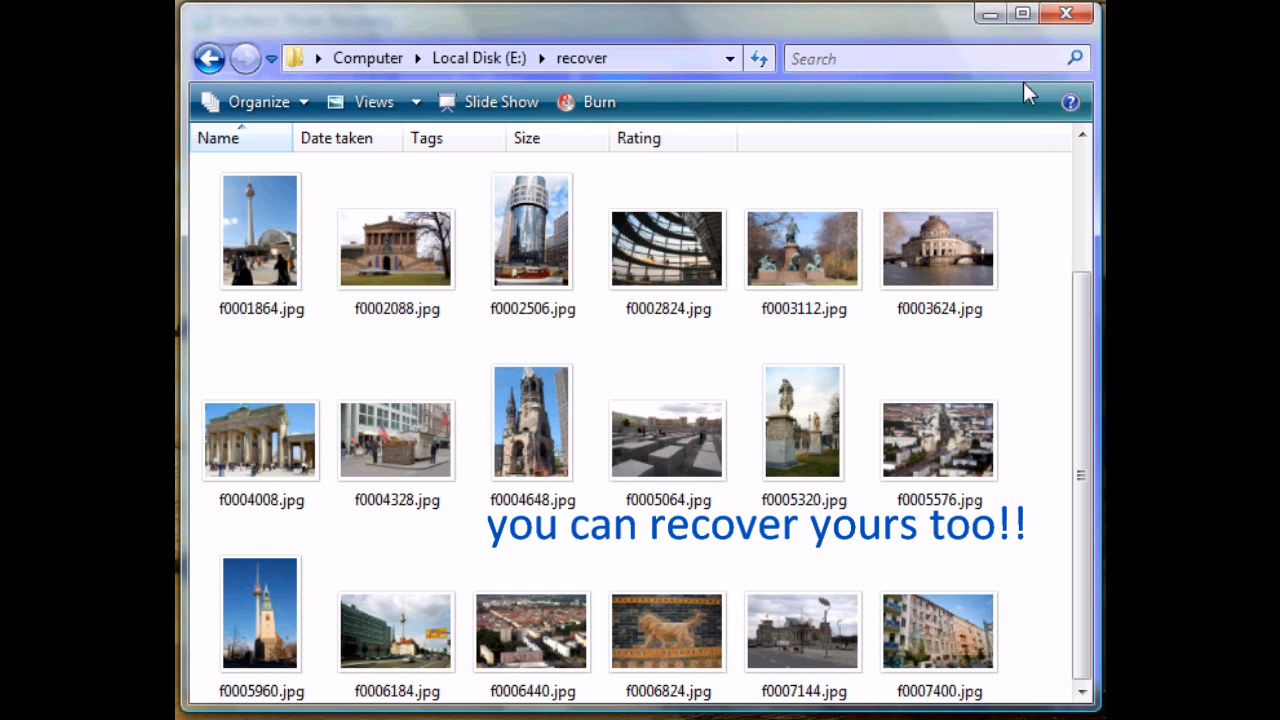 Computer Local Disk (E:) recover
Search
Organize Views Slide Show Burn
Name Date taken Tags Size Rating
f0001864.jpg f0002088.jpg f0002506.jpg f0002824.jpg f0003112.jpg f0003624.jpg
f0004008.jpg f0004328.jpg f0004648.jpg f0005064.jpg f0005320.jpg f0005576.jpg
you can recover yours too!!
f0005960.jpg f0006184.jpg f0006440.jpg f0006824.jpg f0007144.jpg f0007400.jpg